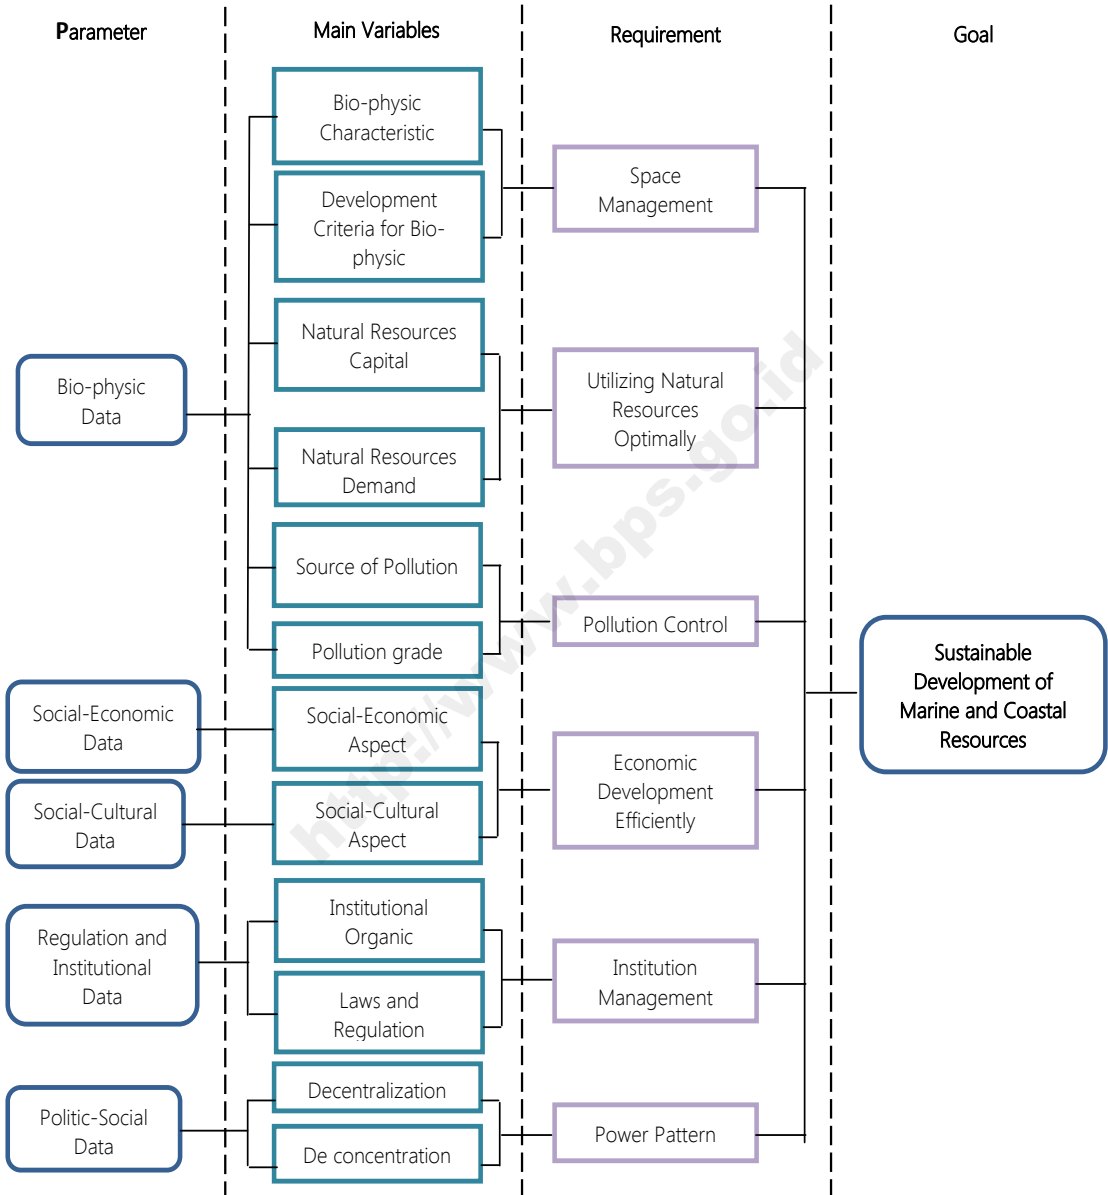 Parameter
Main Variables
Requirement
Goal
Bio-physic
Characteristic
Development
Criteria for Bio-
physic
Natural Resources
Capital
Natural Resources
Demand
Source of Pollution
Pollution grade
Social-Economic
Aspect
Social-Cultural
Aspect
Institutional
Organic
Laws and
Regulation
Decentralization
De concentration
Bio-physic
Data
Social-Economic
Data
Social-Cultural
Data
Regulation and
Institutional
Data
Politic-Social
Data
Space
Management
Utilizing Natural
Resources
Optimally
Pollution Control
Economic
Development
Efficiently
Institution
Management
Power Pattern
Sustainable
Development of
Marine and Coastal
Resources
http://www.bps.go.id